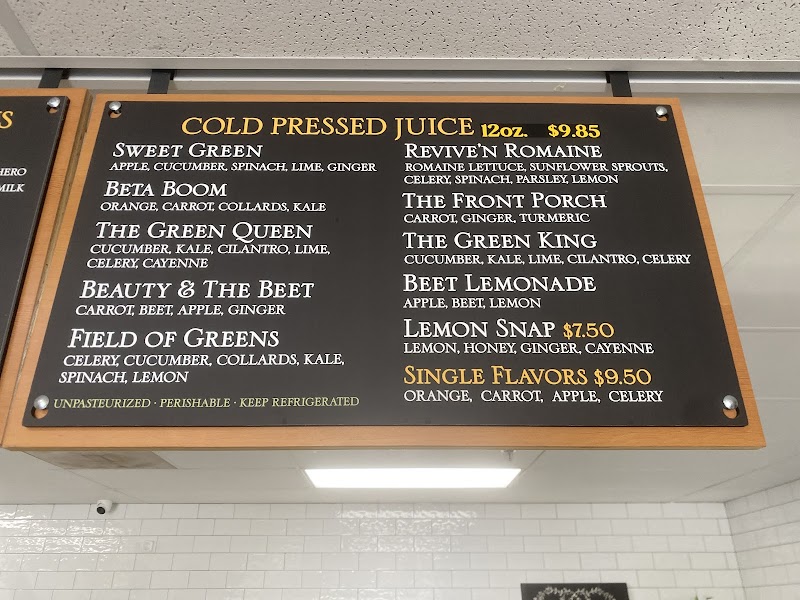 S
HERO
MILK
COLD PRESSED JUICE 12oz. $9.85
SWEET GREEN
APPLE, CUCUMBER, SPINACH, LIME, GINGER
BETA BOOM
ORANGE, CARROT, COLLARDS, KALE
THE GREEN QUEEN
CUCUMBER, KALE, CILANTRO, LIME,
CELERY, CAYENNE
BEAUTY & THE BEET
CARROT, BEET, APPLE, GINGER
FIELD OF GREENS
CELERY, CUCUMBER, COLLARDS, KALE,
SPINACH, LEMON
UNPASTEURIZED · PERISHABLE · KEEP REFRIGERATED
REVIVE'N ROMAINE
ROMAINE LETTUCE, SUNFLOWER SPROUTS,
CELERY, SPINACH, PARSLEY, LEMON
THE FRONT PORCH
CARROT, GINGER, TURMERIC
THE GREEN KING
CUCUMBER, KALE, LIME, CILANTRO, CELERY
BEET LEMONADE
APPLE, BEET, LEMON
LEMON SNAP $7.50
LEMON, HONEY, GINGER, CAYENNE
SINGLE FLAVORS $9.50
ORANGE, CARROT, APPLE, CELERY